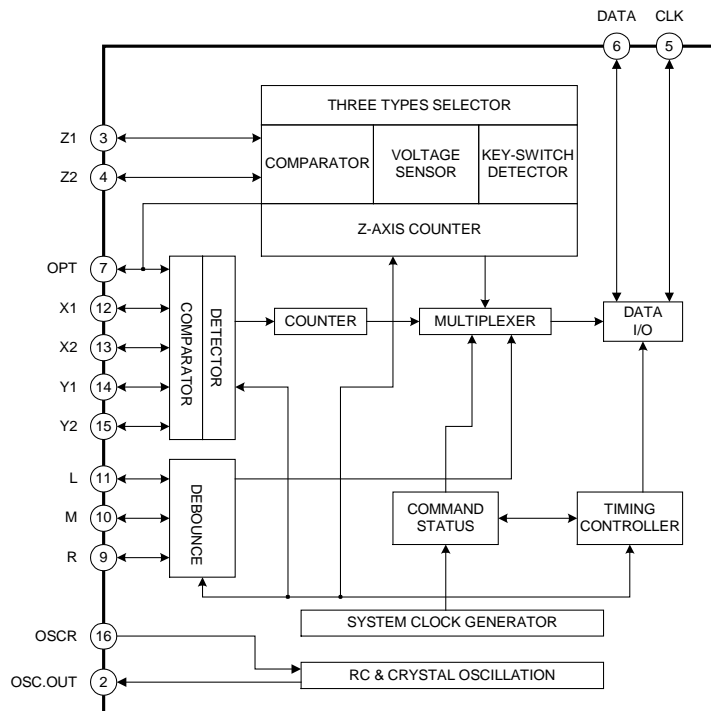 DATA CLK
6 5
THREE TYPES SELECTOR
Z1 3
COMPARATOR
VOLTAGE
SENSOR
KEY-SWITCH
DETECTOR
Z2 4
Z-AXIS COUNTER
OPT 7
X1 12
X2 13
Y1 14
Y2 15
COMPARATOR
DETECTOR
COUNTER
MULTIPLEXER
DATA
I/O
L 11
M 10
R 9
DEBOUNCE
COMMAND
STATUS
TIMING
CONTROLLER
SYSTEM CLOCK GENERATOR
OSCR 16
OSC.OUT 2
RC & CRYSTAL OSCILLATION